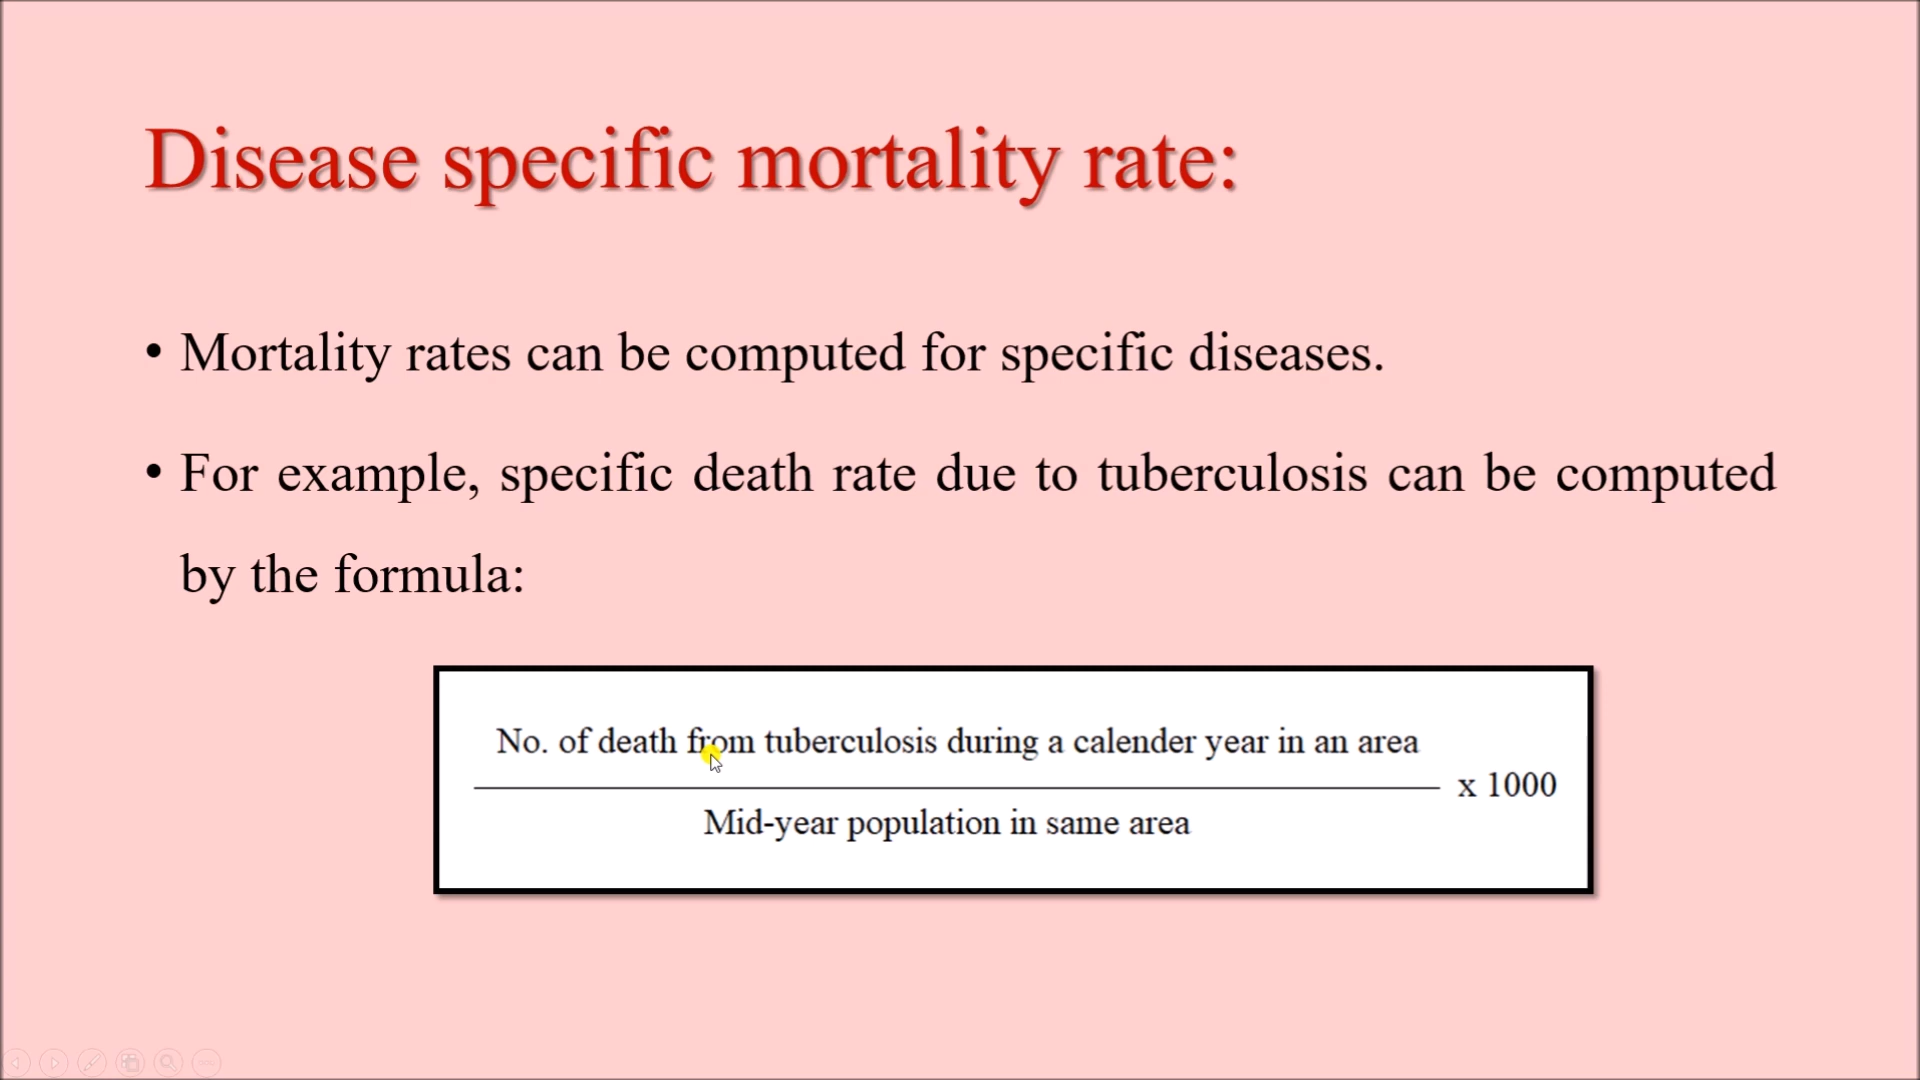 Disease specific mortality rate:
• Mortality rates can be computed for specific diseases.
• For example, specific death rate due to tuberculosis can be computed
by the formula:
No. of death from tuberculosis during a calender year in an area
x 1000
Mid-year population in same area